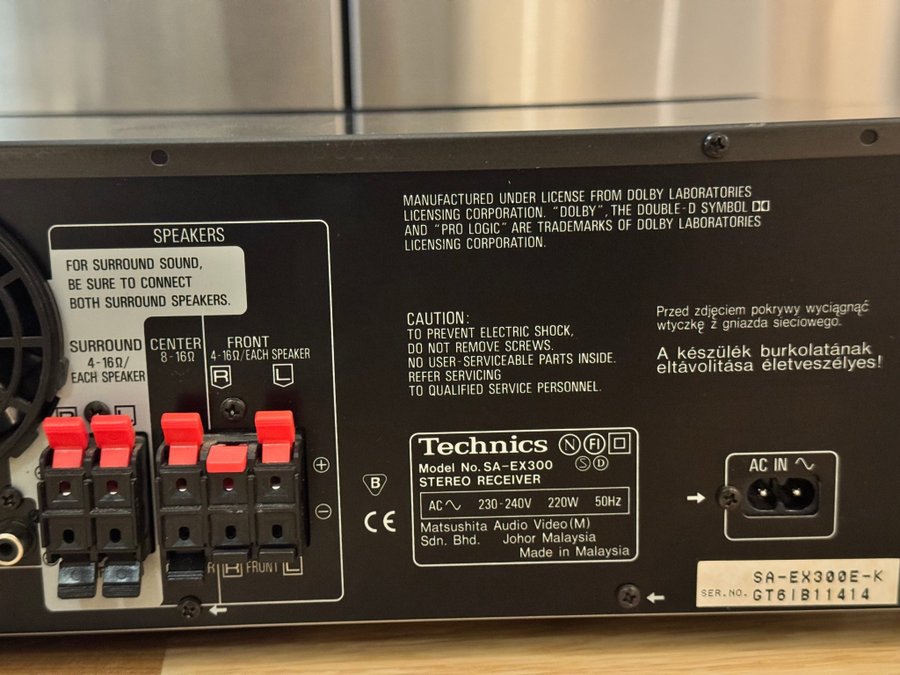 MANUFACTURED UNDER LICENSE FROM DOLBY LABORATORIES
LICENSING CORPORATION. "DOLBY", THE DOUBLE-D SYMBOL
AND "PRO LOGIC" ARE TRADEMARKS OF DOLBY LABORATORIES
LICENSING CORPORATION.
SPEAKERS
FOR SURROUND SOUND,
BE SURE TO CONNECT
BOTH SURROUND SPEAKERS.
SURROUND
4-16Ω/
EACH SPEAKER
CENTER
8-16Ω
FRONT
4-16Ω/EACH SPEAKER
R
L
R
L
+
−
R
R FRONT L
CAUTION:
TO PREVENT ELECTRIC SHOCK,
DO NOT REMOVE SCREWS.
NO USER-SERVICEABLE PARTS INSIDE.
REFER SERVICING
TO QUALIFIED SERVICE PERSONNEL.
Przed zdjęciem pokrywy wyciągnąć
wtyczkę z gniazda sieciowego.
A készülék burkolatának
eltávolitása életveszélyes!
B
CE
Technics N FI
S D
Model No. SA-EX300
STEREO RECEIVER
AC∿ 230-240V 220W 50Hz
Matsushita Audio Video(M)
Sdn. Bhd. Johor Malaysia
Made in Malaysia
AC IN ∿
SA-EX300E-K
SER.NO. GT6IB11414